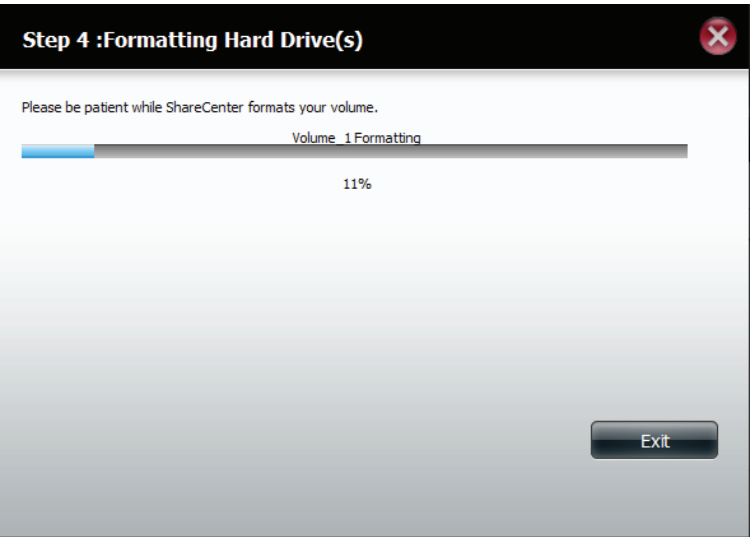 Step 4 :Formatting Hard Drive(s)
Please be patient while ShareCenter formats your volume.
Volume_1 Formatting
11%
Exit